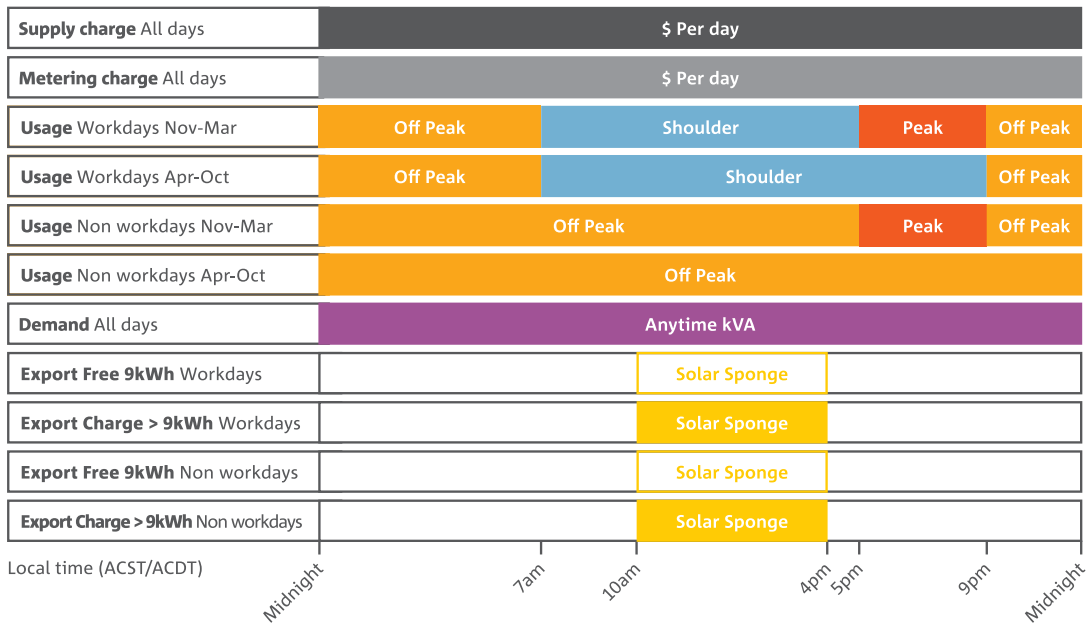 Supply charge All days $ Per day
Metering charge All days $ Per day
Usage Workdays Nov-Mar Off Peak Shoulder Peak Off Peak
Usage Workdays Apr-Oct Off Peak Shoulder Off Peak
Usage Non workdays Nov-Mar Off Peak Peak Off Peak
Usage Non workdays Apr-Oct Off Peak
Demand All days Anytime kVA
Export Free 9kWh Workdays Solar Sponge
Export Charge > 9kWh Workdays Solar Sponge
Export Free 9kWh Non workdays Solar Sponge
Export Charge > 9kWh Non workdays Solar Sponge
Local time (ACST/ACDT) Midnight 7am 10am 4pm 5pm 9pm Midnight